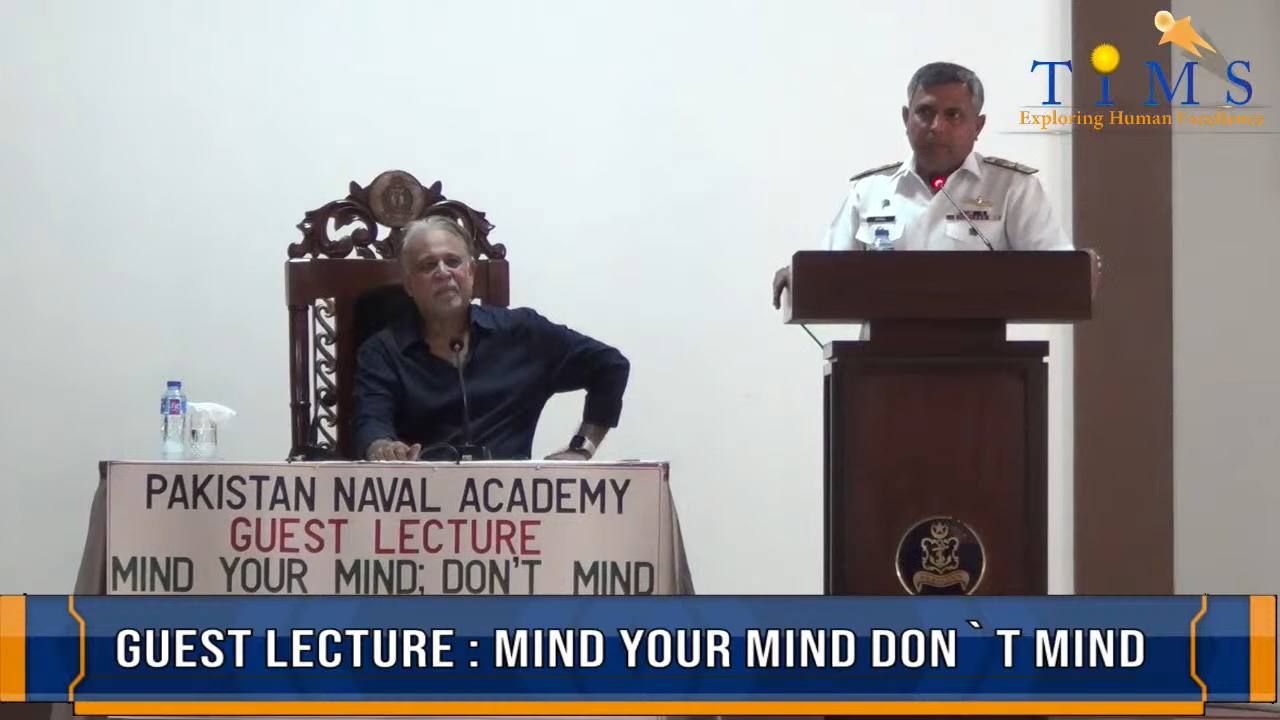 TiMS
Exploring Human Excellence
PAKISTAN NAVAL ACADEMY
GUEST LECTURE
MIND YOUR MIND; DON'T MIND
GUEST LECTURE : MIND YOUR MIND DON`T MIND